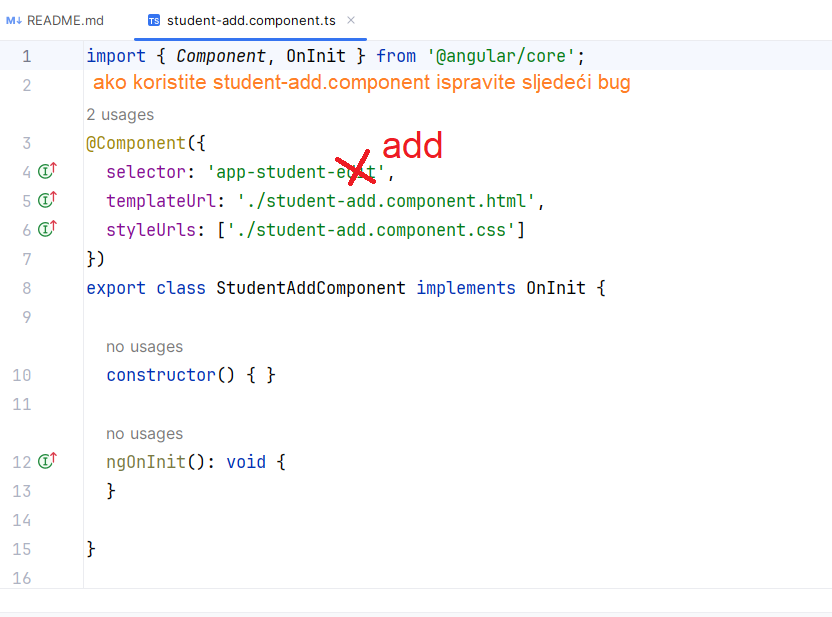 M↓ README.md
TS student-add.component.ts ×
1 import { Component, OnInit } from '@angular/core';
2 ako koristite student-add.component ispravite sljedeći bug
2 usages
3 @Component({
add
4 selector: 'app-student-edit',
5 templateUrl: './student-add.component.html',
6 styleUrls: ['./student-add.component.css']
7 })
8 export class StudentAddComponent implements OnInit {
9
no usages
10 constructor() { }
11
no usages
12 ngOnInit(): void {
13 }
14
15 }
16